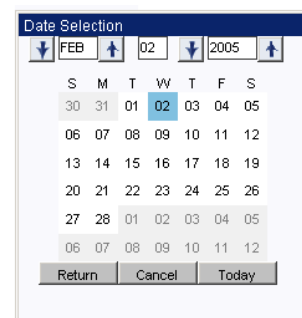 Date Selection
FEB 02 2005
S M T W T F S
30 31 01 02 03 04 05
06 07 08 09 10 11 12
13 14 15 16 17 18 19
20 21 22 23 24 25 26
27 28 01 02 03 04 05
06 07 08 09 10 11 12
Return Cancel Today